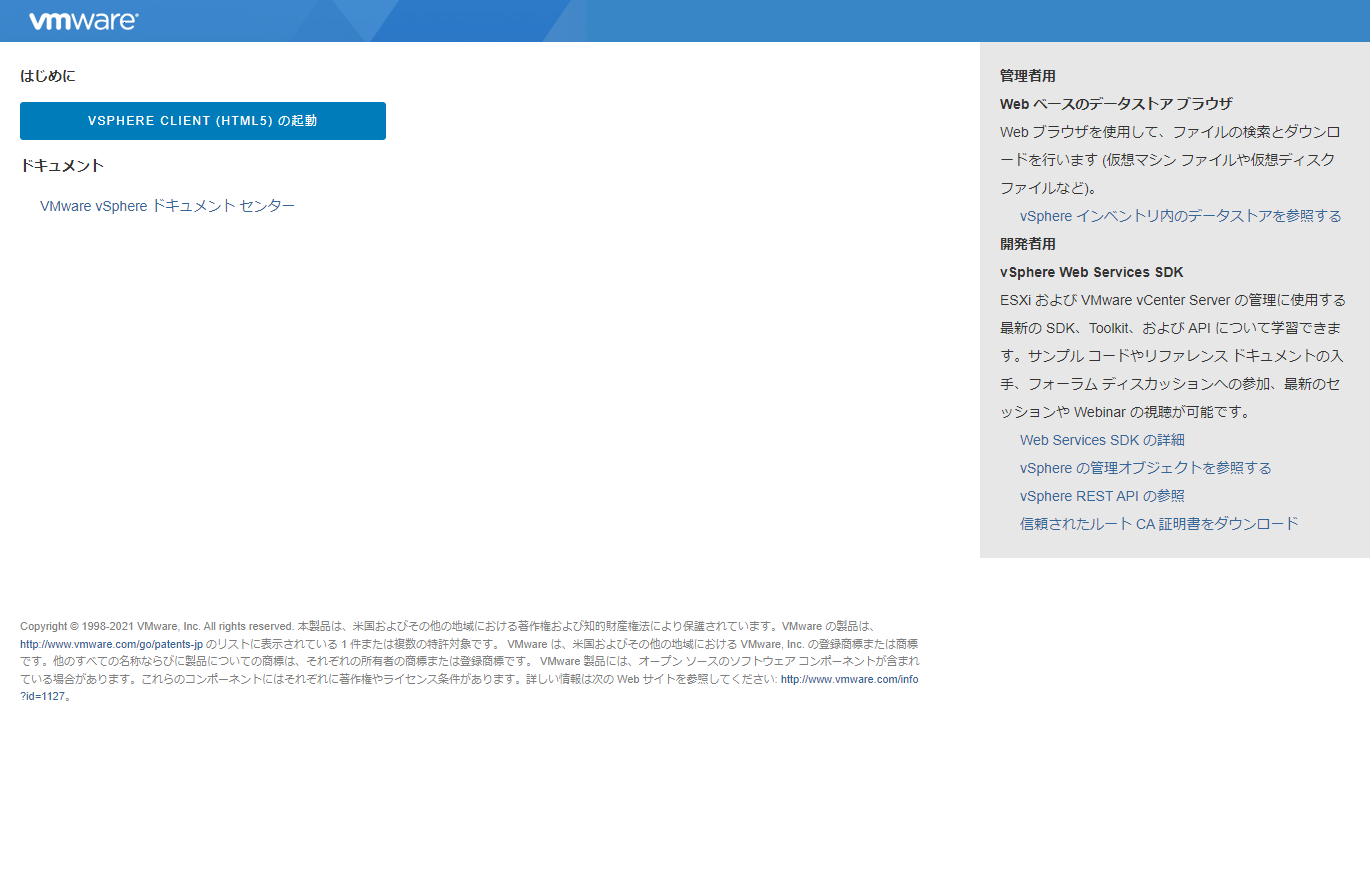 vmware®
はじめに
VSPHERE CLIENT (HTML5) の起動
ドキュメント
VMware vSphere ドキュメント センター
管理者用
Web ベースのデータストア ブラウザ
Web ブラウザを使用して、ファイルの検索とダウンロ
ードを行います (仮想マシン ファイルや仮想ディスク
ファイルなど)。
vSphere インベントリ内のデータストアを参照する
開発者用
vSphere Web Services SDK
ESXi および VMware vCenter Server の管理に使用する
最新の SDK、Toolkit、および API について学習できま
す。サンプル コードやリファレンス ドキュメントの入
手、フォーラム ディスカッションへの参加、最新のセ
ッションや Webinar の視聴が可能です。
Web Services SDK の詳細
vSphere の管理オブジェクトを参照する
vSphere REST API の参照
信頼されたルート CA 証明書をダウンロード
Copyright © 1998-2021 VMware, Inc. All rights reserved. 本製品は、米国およびその他の地域における著作権および知的財産権法により保護されています。VMware の製品は、
http://www.vmware.com/go/patents-jp のリストに表示されている 1 件または複数の特許対象です。 VMware は、米国およびその他の地域における VMware, Inc. の登録商標または商標
です。他のすべての名称ならびに製品についての商標は、それぞれの所有者の商標または登録商標です。 VMware 製品には、オープン ソースのソフトウェア コンポーネントが含まれ
ている場合があります。これらのコンポーネントにはそれぞれに著作権やライセンス条件があります。詳しい情報は次の Web サイトを参照してください: http://www.vmware.com/info
?id=1127。